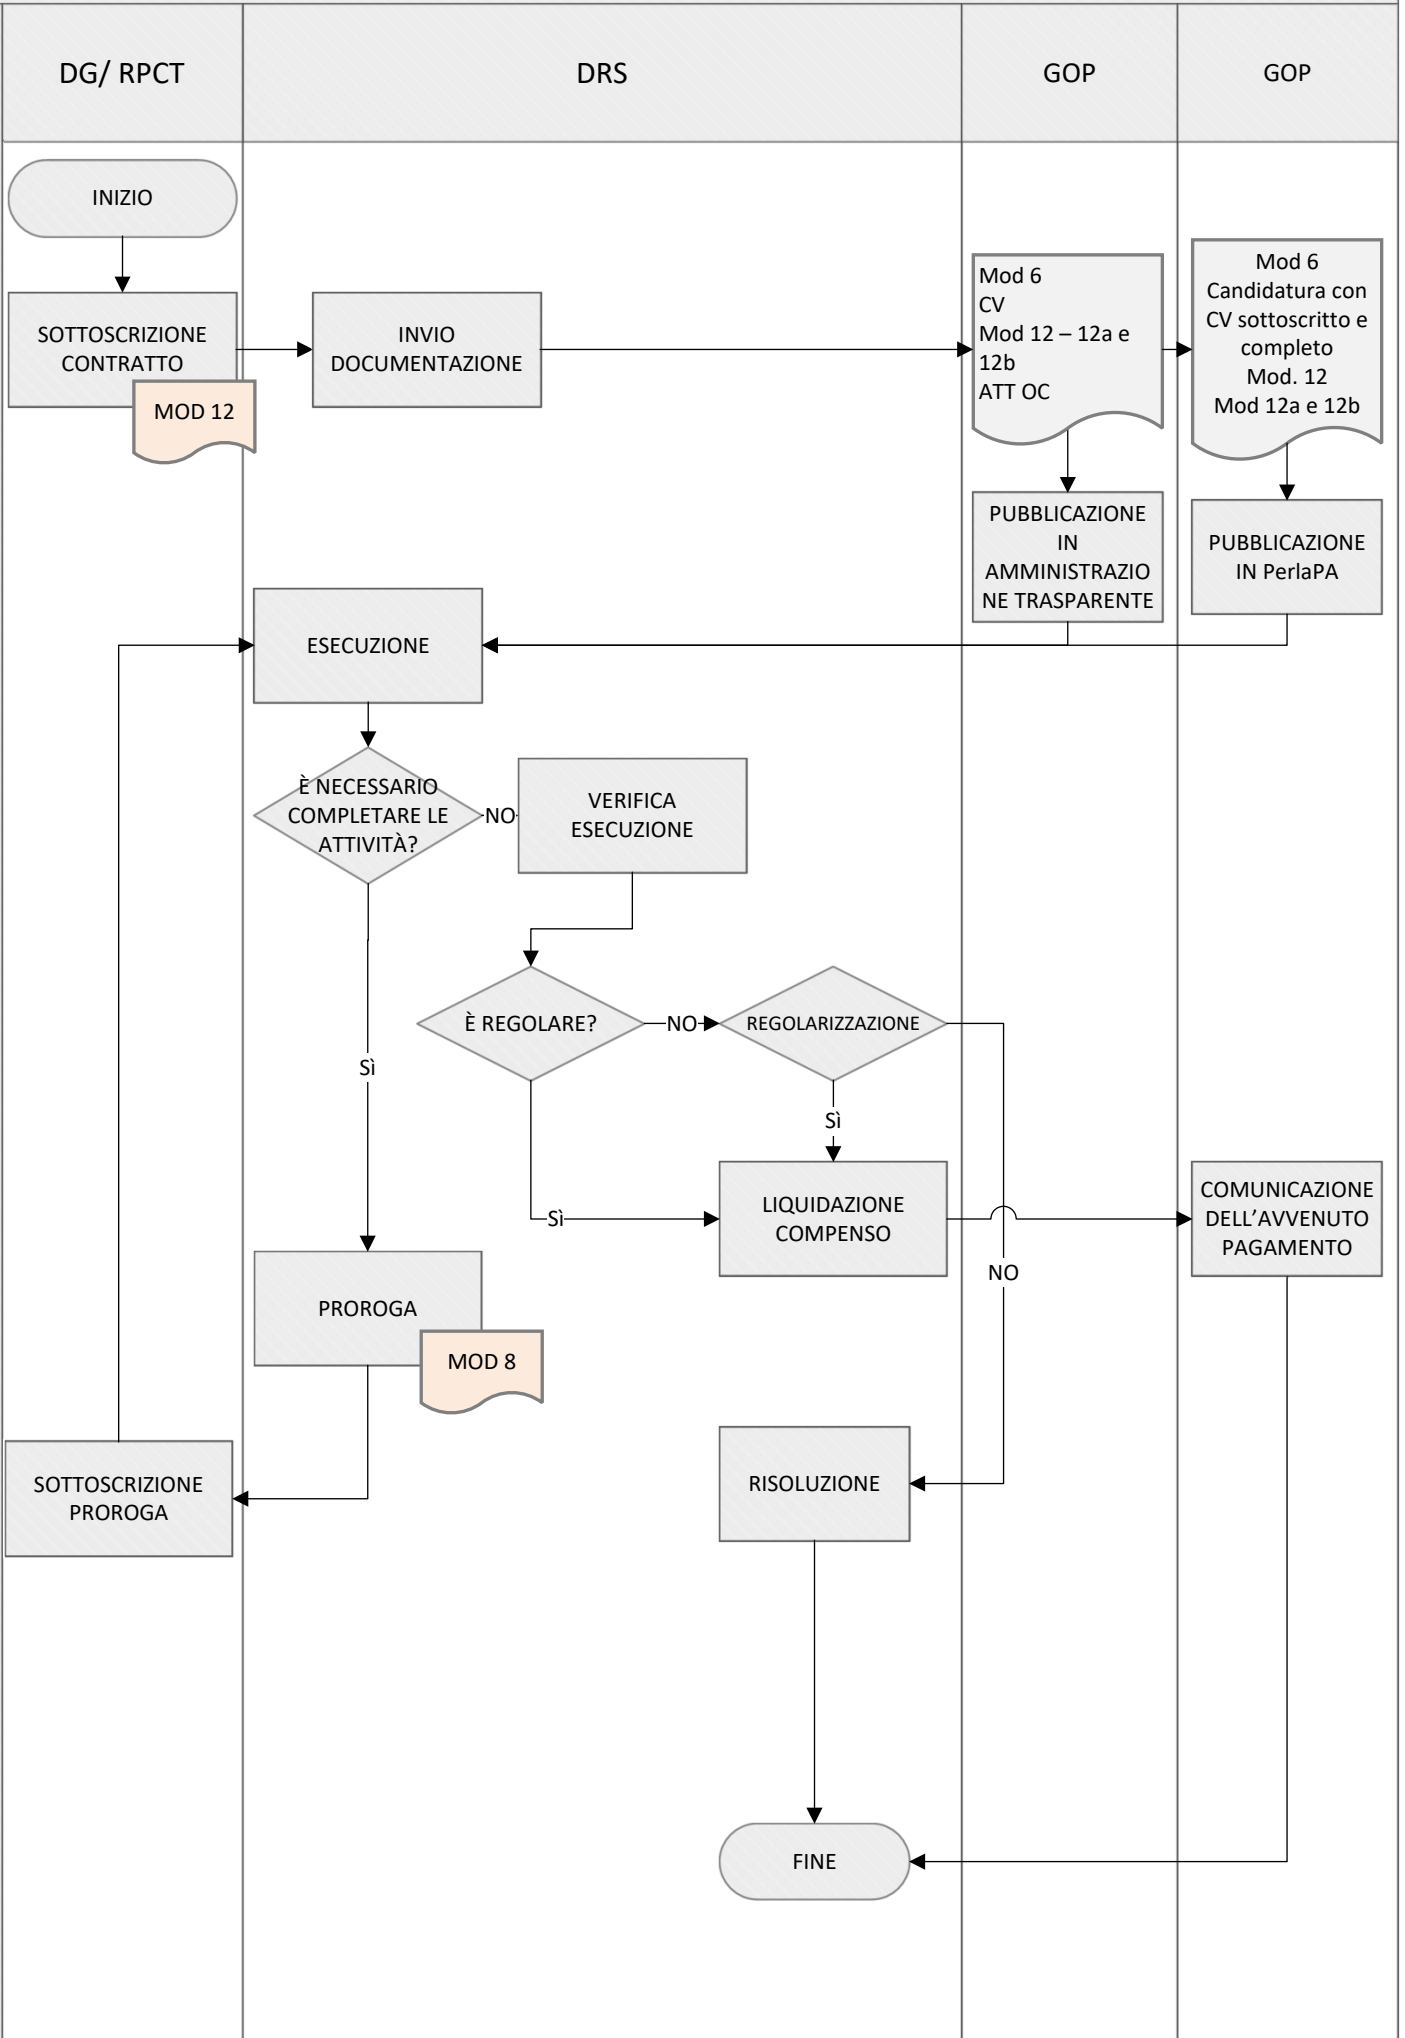 DG/ RPCT
DRS
GOP
GOP
INIZIO
SOTTOSCRIZIONE
CONTRATTO
MOD 12
INVIO
DOCUMENTAZIONE
Mod 6
CV
Mod 12 – 12a e
12b
ATT OC
Mod 6
Candidatura con
CV sottoscritto e
completo
Mod. 12
Mod 12a e 12b
PUBBLICAZIONE
IN
AMMINISTRAZIO
NE TRASPARENTE
PUBBLICAZIONE
IN PerlaPA
ESECUZIONE
È NECESSARIO
COMPLETARE LE
ATTIVITÀ?
NO
VERIFICA
ESECUZIONE
È REGOLARE?
NO
REGOLARIZZAZIONE
Sì
Sì
Sì
LIQUIDAZIONE
COMPENSO
COMUNICAZIONE
DELL’AVVENUTO
PAGAMENTO
NO
PROROGA
MOD 8
SOTTOSCRIZIONE
PROROGA
RISOLUZIONE
FINE